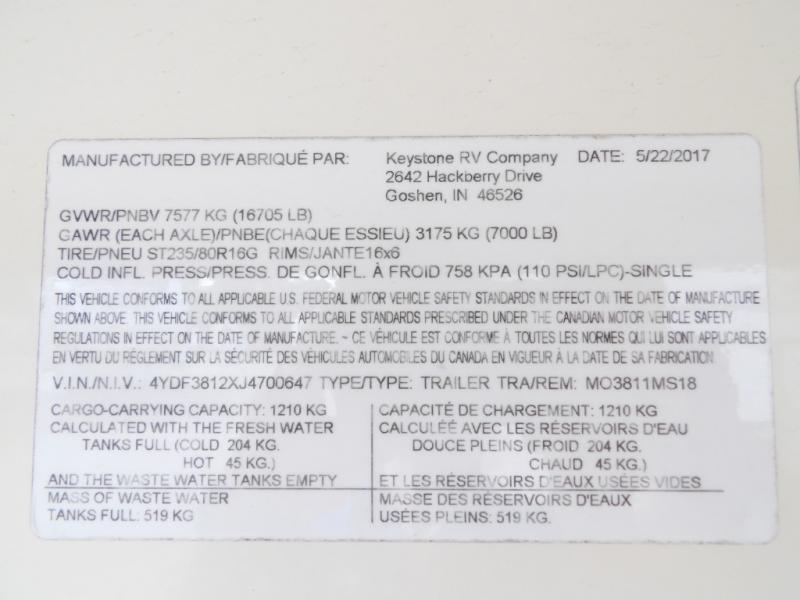 MANUFACTURED BY/FABRIQUÉ PAR: Keystone RV Company DATE: 5/22/2017
2642 Hackberry Drive
Goshen, IN 46526
GVWR/PNBV 7577 KG (16705 LB)
GAWR (EACH AXLE)/PNBE(CHAQUE ESSIEU) 3175 KG (7000 LB)
TIRE/PNEU ST235/80R16G RIMS/JANTE16x6
COLD INFL. PRESS/PRESS. DE GONFL. À FROID 758 KPA (110 PSI/LPC)-SINGLE
THIS VEHICLE CONFORMS TO ALL APPLICABLE U.S. FEDERAL MOTOR VEHICLE SAFETY STANDARDS IN EFFECT ON THE DATE OF MANUFACTURE
SHOWN ABOVE. THIS VEHICLE CONFORMS TO ALL APPLICABLE STANDARDS PRESCRIBED UNDER THE CANADIAN MOTOR VEHICLE SAFETY
REGULATIONS IN EFFECT ON THE DATE OF MANUFACTURE. - CE VÉHICULE EST CONFORME À TOUTES LES NORMES QUI LUI SONT APPLICABLES
EN VERTU DU RÉGLEMENT SUR LA SÉCURITÉ DES VÉHICULES AUTOMOBILES DU CANADA EN VIGUEUR À LA DATE DE SA FABRICATION.
V.I.N./N.I.V.: 4YDF3812XJ4700647 TYPE/TYPE: TRAILER TRA/REM: MO3811MS18
CARGO-CARRYING CAPACITY: 1210 KG
CALCULATED WITH THE FRESH WATER
TANKS FULL (COLD 204 KG.
HOT 45 KG.)
AND THE WASTE WATER TANKS EMPTY
MASS OF WASTE WATER
TANKS FULL: 519 KG
CAPACITÉ DE CHARGEMENT: 1210 KG
CALCULÉE AVEC LES RÉSERVOIRS D'EAU
DOUCE PLEINS (FROID 204 KG.
CHAUD 45 KG.)
ET LES RÉSERVOIRS D'EAUX USÉES VIDES
MASSE DES RÉSERVOIRS D'EAUX
USÉES PLEINS: 519 KG.